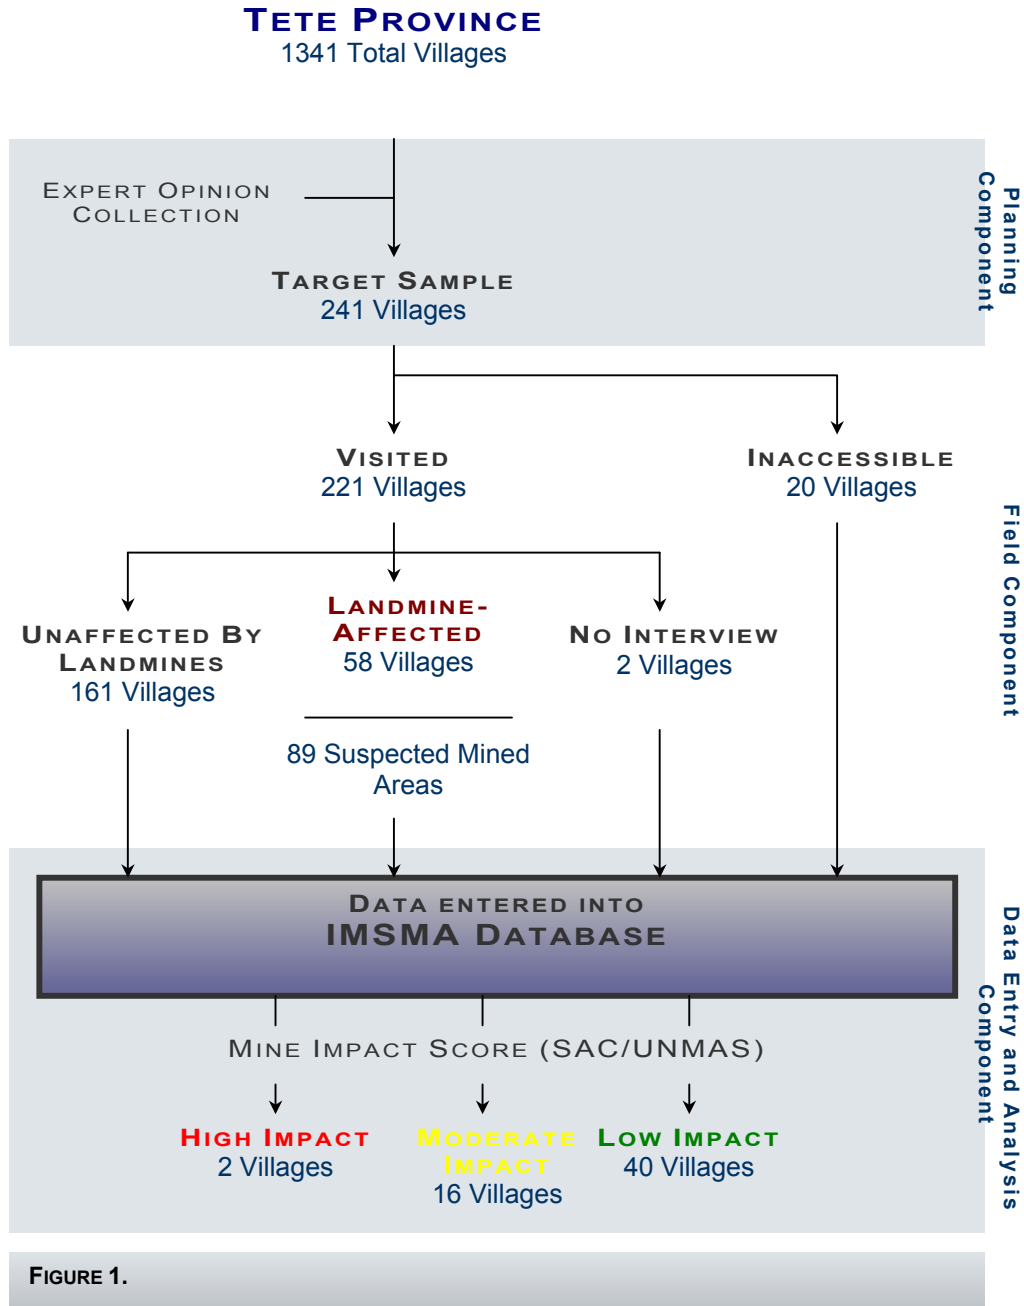 TETE PROVINCE
1341 Total Villages
EXPERT OPINION
COLLECTION
TARGET SAMPLE
241 Villages
Planning
Component
VISITED
221 Villages
INACCESSIBLE
20 Villages
UNAFFECTED BY
LANDMINES
161 Villages
LANDMINE-
AFFECTED
58 Villages
NO INTERVIEW
2 Villages
89 Suspected Mined
Areas
Field Component
DATA ENTERED INTO
IMSMA DATABASE
MINE IMPACT SCORE (SAC/UNMAS)
HIGH IMPACT
2 Villages
MODERATE
IMPACT
16 Villages
LOW IMPACT
40 Villages
Data Entry and Analysis
Component
FIGURE 1.